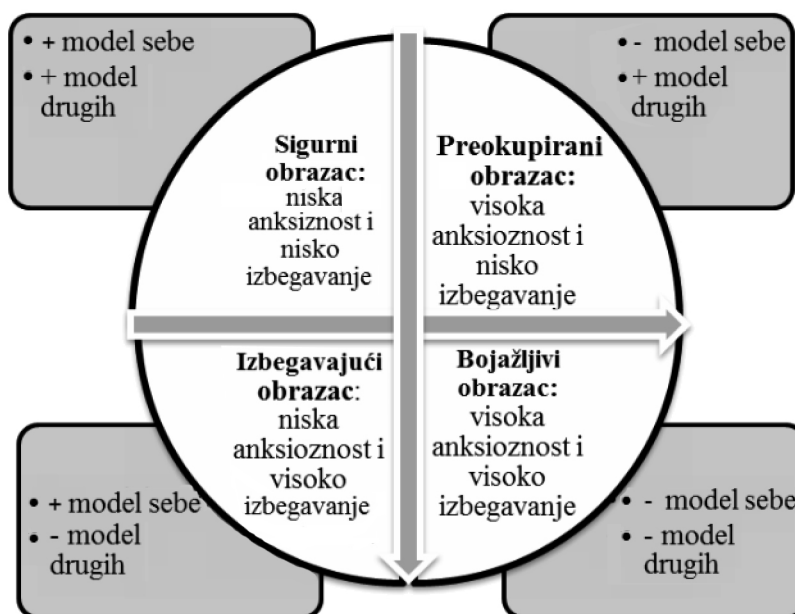 • + model sebe
• + model
drugih
• - model sebe
• + model
drugih
Sigurni
obrazac:
niska
anksiznost i
nisko
izbegavanje
Preokupirani
obrazac:
visoka
anksioznost i
nisko
izbegavanje
Izbegavajući
obrazac:
niska
anksioznost i
visoko
izbegavanje
Bojažljivi
obrazac:
visoka
anksioznost i
visoko
izbegavanje
• + model sebe
• - model
drugih
• - model sebe
• - model
drugih